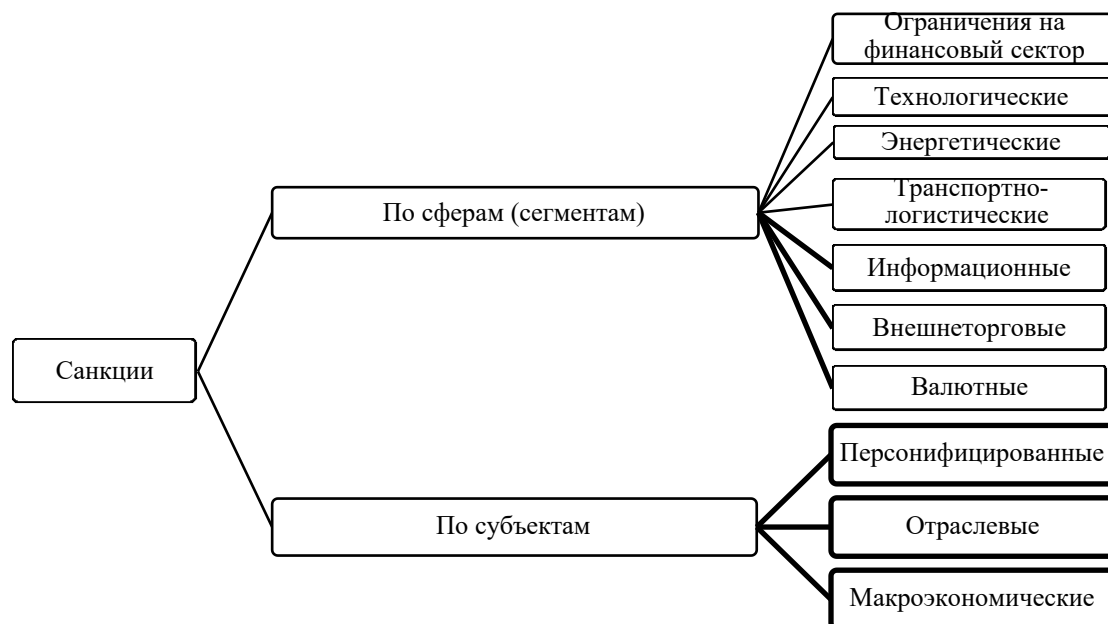 Санкции
По сферам (сегментам)
Ограничения на
финансовый сектор
Технологические
Энергетические
Транспортно-
логистические
Информационные
Внешнеторговые
Валютные
По субъектам
Персонифицированные
Отраслевые
Макроэкономические